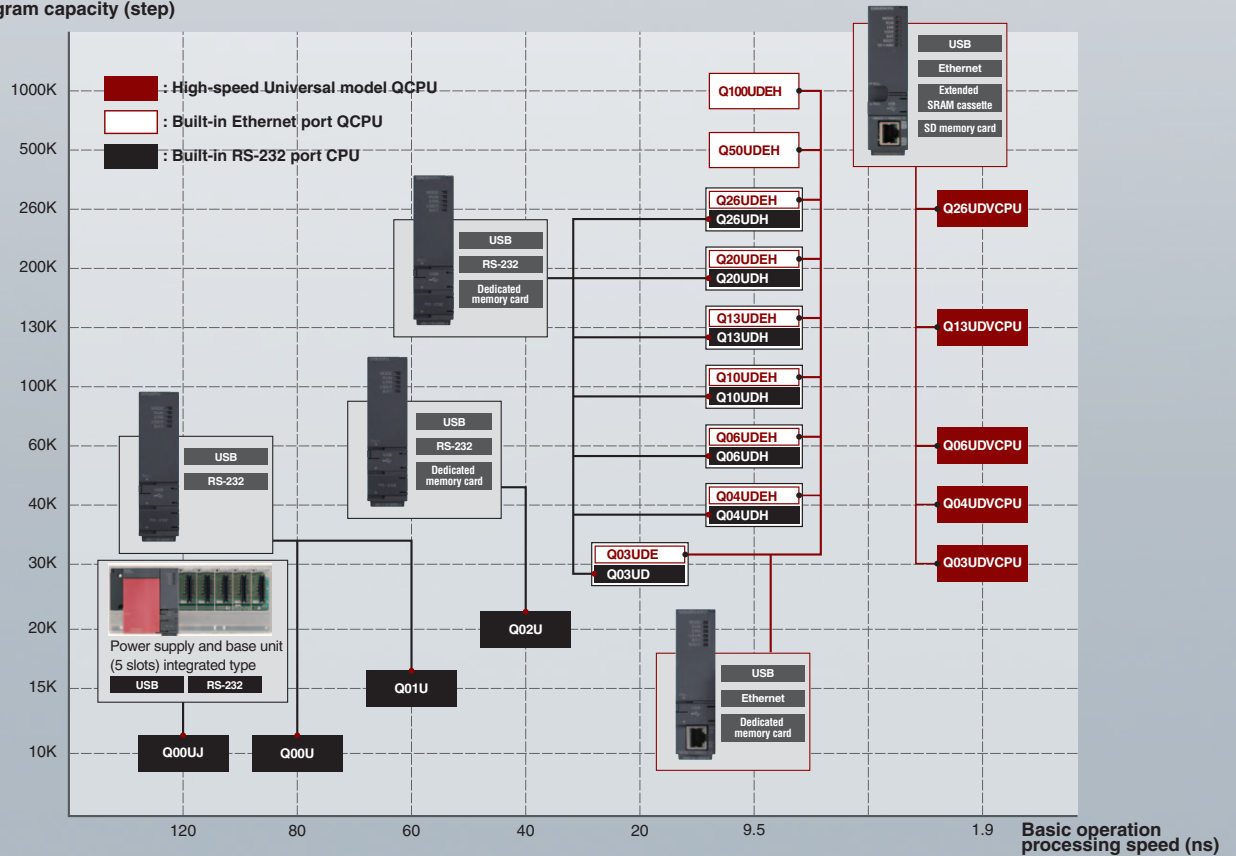 gram capacity (step)
1000K
500K
260K
200K
130K
100K
60K
40K
30K
20K
15K
10K
: High-speed Universal model QCPU
: Built-in Ethernet port QCPU
: Built-in RS-232 port CPU
USB
Ethernet
Extended
SRAM cassette
SD memory card
Q100UDEH
Q50UDEH
Q26UDEH
Q26UDH
Q20UDEH
Q20UDH
Q13UDEH
Q13UDH
Q10UDEH
Q10UDH
Q06UDEH
Q06UDH
Q04UDEH
Q04UDH
Q03UDE
Q03UD
Q26UDVCPU
Q13UDVCPU
Q06UDVCPU
Q04UDVCPU
Q03UDVCPU
USB
RS-232
Dedicated
memory card
USB
RS-232
Dedicated
memory card
USB
RS-232
Power supply and base unit
(5 slots) integrated type
USB
RS-232
Q02U
Q01U
Q00UJ
Q00U
USB
Ethernet
Dedicated
memory card
120
80
60
40
20
9.5
1.9
Basic operation
processing speed (ns)